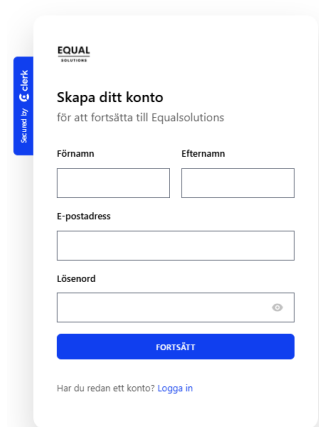 EQUAL
SOLUTIONS
Secured by clerk
Skapa ditt konto
för att fortsätta till Equalsolutions
Förnamn Efternamn
E-postadress
Lösenord
FORTSÄTT
Har du redan ett konto? Logga in